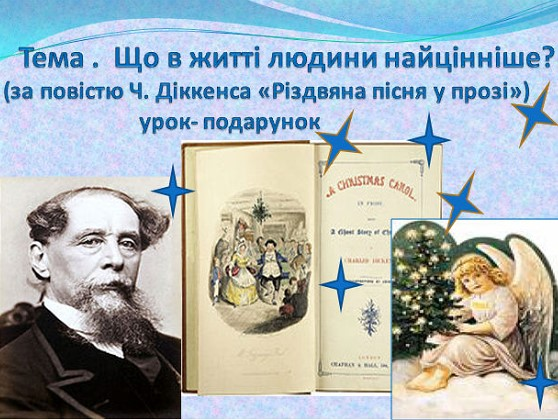 Тема . Що в житті людини найцінніше?
(за повістю Ч. Діккенса «Різдвяна пісня у прозі»)
урок- подарунок
A CHRISTMAS CAROL.
IN PROSE
A Ghost Story of
CHARLES DICKENS
LONDON
CHAPMAN & HALL,